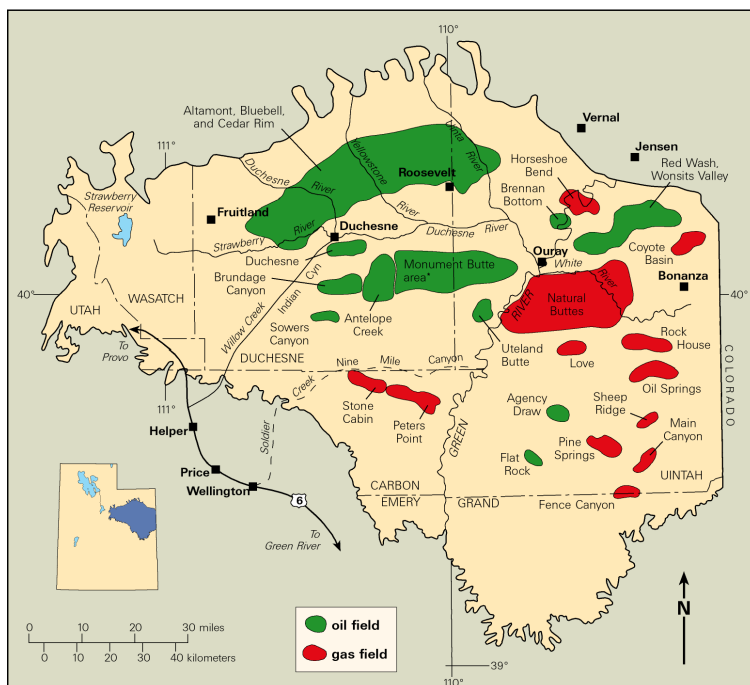 110°
Vernal
Altamont, Bluebell,
and Cedar Rim
Jensen
111°
Uinta
River
Yellowstone
River
Horseshoe
Bend
Red Wash,
Wonsits Valley
Duchesne
River
Roosevelt
Brennan
Bottom
Strawberry
Reservoir
Fruitland
Strawberry
River
Duchesne
Duchesne
River
Ouray
White
River
Coyote
Basin
Duchesne
Monument Butte
area*
Bonanza
Brundage
Canyon
Indian Cyn
40°
WASATCH
UTAH
Antelope
Creek
RIVER
Natural
Buttes
40°
Willow Creek
Sowers
Canyon
To
Provo
DUCHESNE
Uteland
Butte
Love
Rock
House
COLORADO
Nine Mile Canyon
Creek
Oil Springs
111°
Stone
Cabin
Peters
Point
Agency
Draw
Sheep
Ridge
Helper
Soldier
GREEN
Main
Canyon
Pine
Springs
Flat
Rock
Price
Wellington
UINTAH
CARBON
EMERY
GRAND
Fence Canyon
6
To
Green River
oil field
gas field
N
0 10 20 30 miles
0 10 20 30 40 kilometers
39°
110°